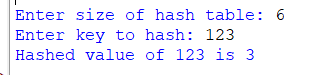 Enter size of hash table: 6
Enter key to hash: 123
Hashed value of 123 is 3